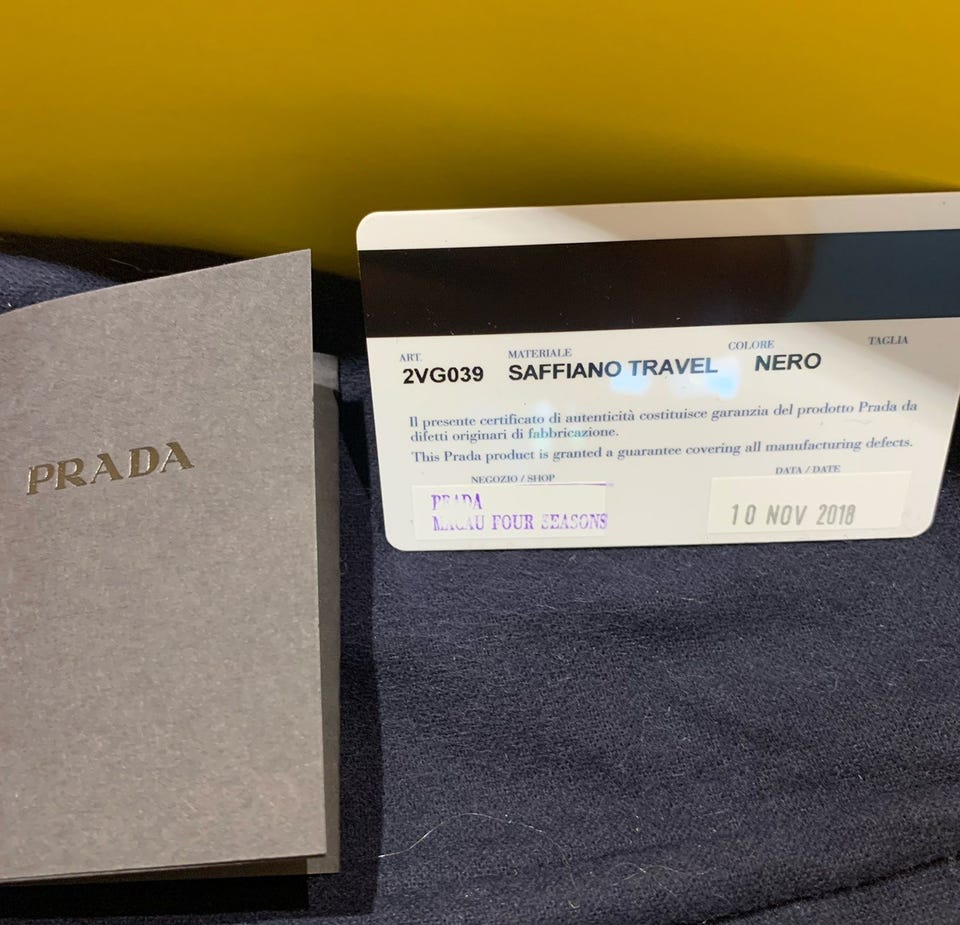 PRADA
ART. MATERIALE COLORE TAGLIA
2VG039 SAFFIANO TRAVEL NERO
Il presente certificato di autenticità costituisce garanzia del prodotto Prada da
difetti originari di fabbricazione.
This Prada product is granted a guarantee covering all manufacturing defects.
NEGOZIO / SHOP DATA / DATE
PRADA
MACAU FOUR SEASONS
10 NOV 2018